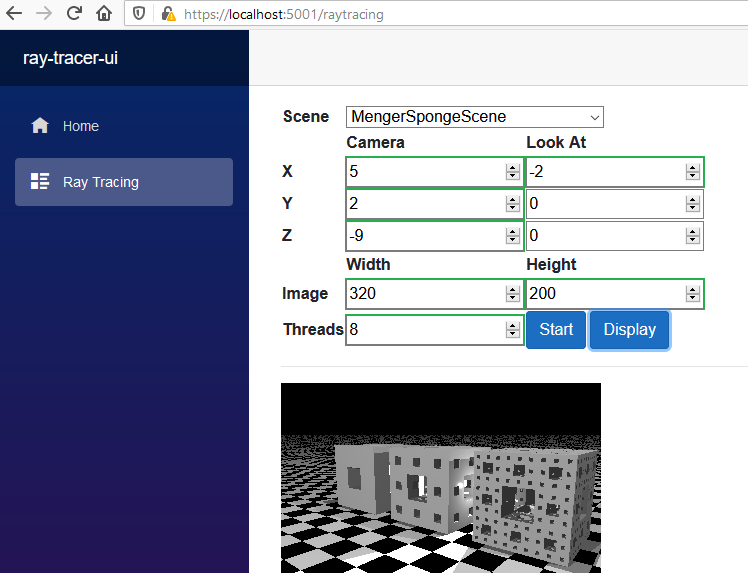 https://localhost:5001/raytracing
ray-tracer-ui
Home
Ray Tracing
Scene MengerSpongeScene
Camera Look At
X 5 -2
Y 2 0
Z -9 0
Width Height
Image 320 200
Threads 8 Start Display